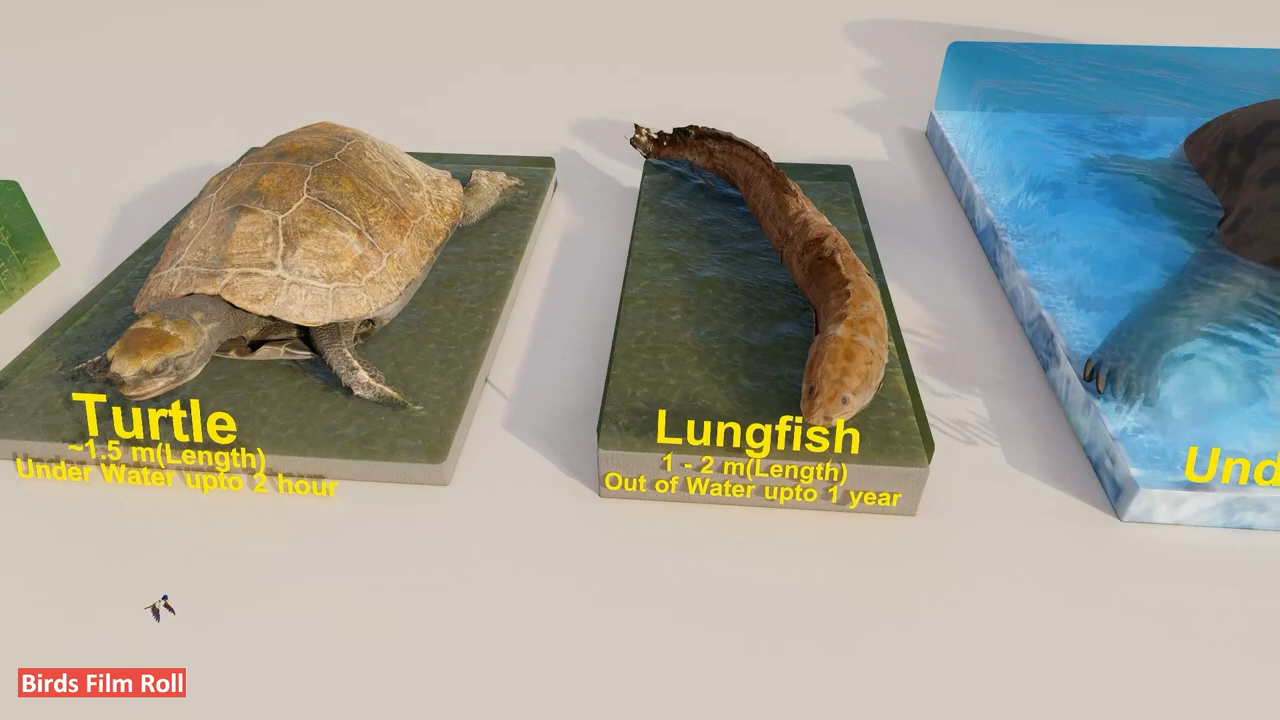 Turtle
~1.5 m(Length)
Under Water upto 2 hour
Lungfish
1 - 2 m(Length)
Out of Water upto 1 year
Und
Birds Film Roll